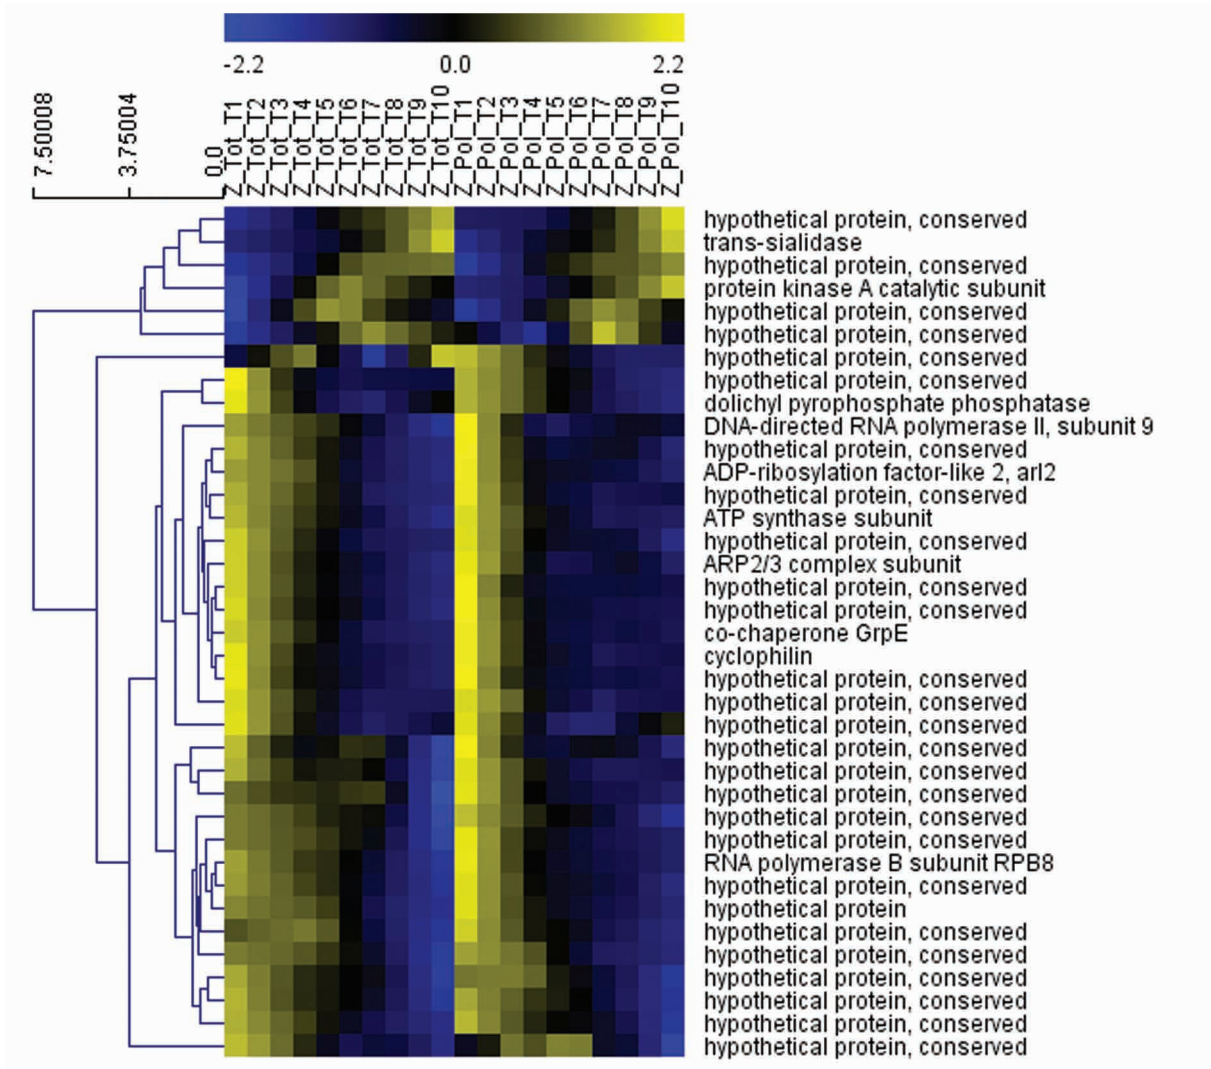 -2.2 0.0 2.2
7.50008
3.75004
0.0
Z_Tot_T1
Z_Tot_T2
Z_Tot_T3
Z_Tot_T4
Z_Tot_T5
Z_Tot_T6
Z_Tot_T7
Z_Tot_T8
Z_Tot_T9
Z_Tot_T10
Z_Pol_T1
Z_Pol_T2
Z_Pol_T3
Z_Pol_T4
Z_Pol_T5
Z_Pol_T6
Z_Pol_T7
Z_Pol_T8
Z_Pol_T9
Z_Pol_T10
hypothetical protein, conserved
trans-sialidase
hypothetical protein, conserved
protein kinase A catalytic subunit
hypothetical protein, conserved
hypothetical protein, conserved
hypothetical protein, conserved
hypothetical protein, conserved
dolichyl pyrophosphate phosphatase
DNA-directed RNA polymerase II, subunit 9
hypothetical protein, conserved
ADP-ribosylation factor-like 2, arl2
hypothetical protein, conserved
ATP synthase subunit
hypothetical protein, conserved
ARP2/3 complex subunit
hypothetical protein, conserved
hypothetical protein, conserved
co-chaperone GrpE
cyclophilin
hypothetical protein, conserved
hypothetical protein, conserved
hypothetical protein, conserved
hypothetical protein, conserved
hypothetical protein, conserved
hypothetical protein, conserved
hypothetical protein, conserved
hypothetical protein, conserved
RNA polymerase B subunit RPB8
hypothetical protein, conserved
hypothetical protein
hypothetical protein, conserved
hypothetical protein, conserved
hypothetical protein, conserved
hypothetical protein, conserved
hypothetical protein, conserved
hypothetical protein, conserved